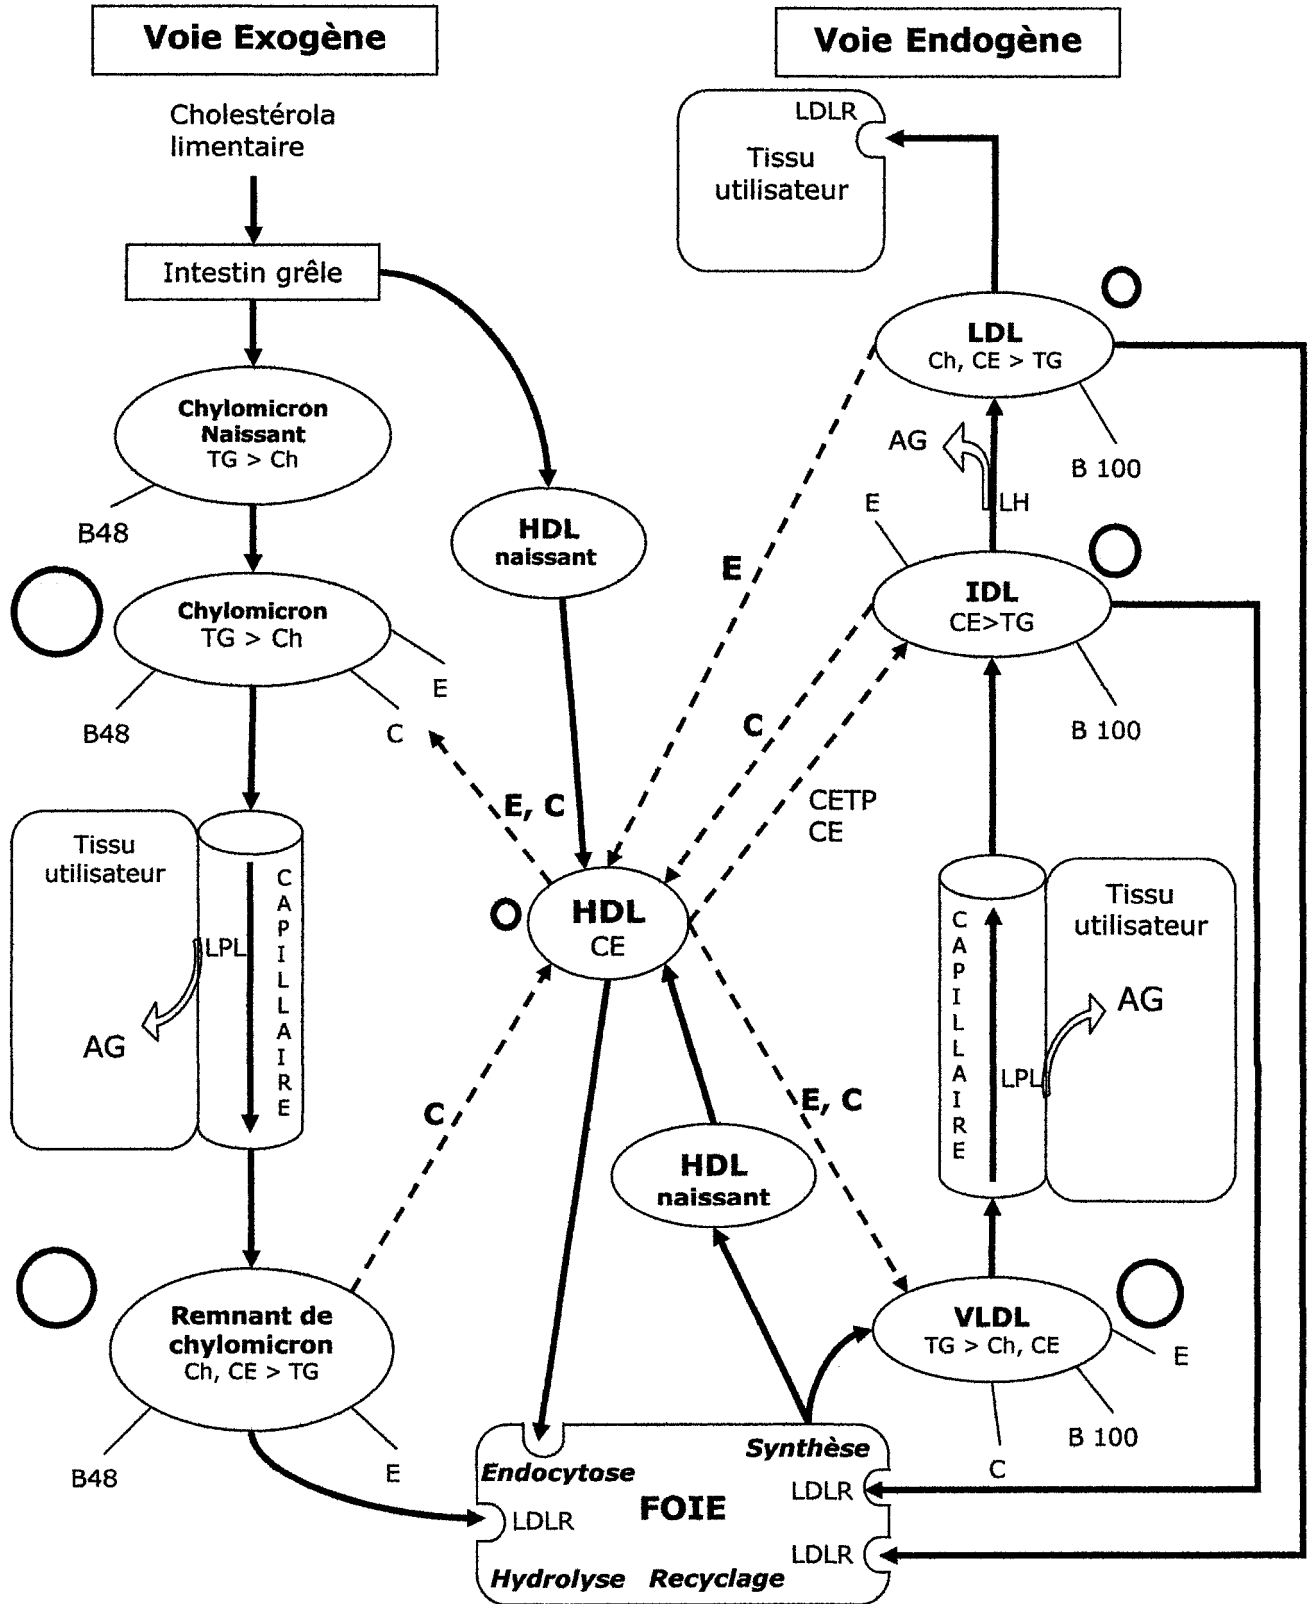 Voie Exogène
Cholestérola
limentaire
Intestin grêle
Chylomicron
Naissant
TG > Ch
B48
Chylomicron
TG > Ch
B48
E
C
Tissu
utilisateur
LPL
AG
CAPILLAIRE
Remnant de
chylomicron
Ch, CE > TG
B48
E
HDL
naissant
E, C
HDL
CE
C
E
C
CETP
CE
E, C
HDL
naissant
Voie Endogène
LDLR
Tissu
utilisateur
LDL
Ch, CE > TG
B 100
AG
LH
E
IDL
CE>TG
B 100
CAPILLAIRE
Tissu
utilisateur
AG
LPL
VLDL
TG > Ch, CE
E
B 100
C
Synthèse
Endocytose
LDLR
FOIE
LDLR
LDLR
Hydrolyse Recyclage